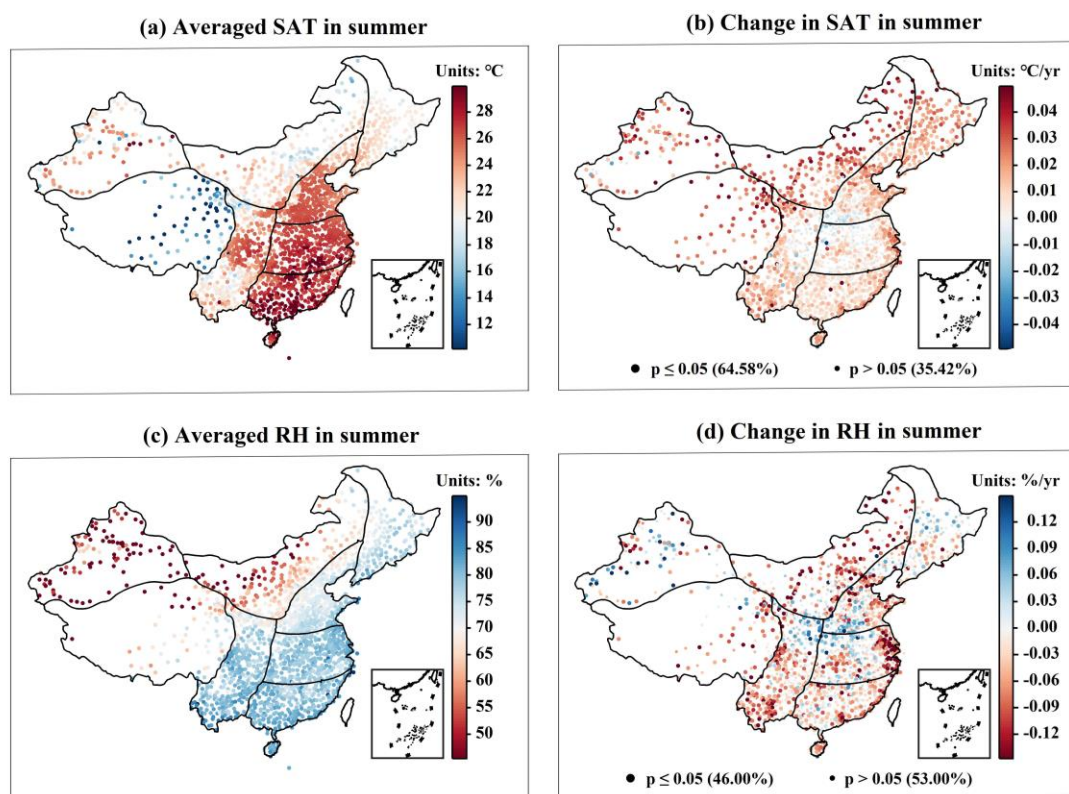 (a) Averaged SAT in summer
Units: °C
28
26
24
22
20
18
16
14
12
(b) Change in SAT in summer
Units: °C/yr
0.04
0.03
0.01
0.00
-0.01
-0.03
-0.04
p ≤ 0.05 (64.58%)
p > 0.05 (35.42%)
(c) Averaged RH in summer
Units: %
95
90
85
80
75
70
65
60
55
50
(d) Change in RH in summer
Units: %/yr
0.12
0.09
0.06
0.03
0.00
-0.03
-0.06
-0.09
-0.12
p ≤ 0.05 (46.00%)
p > 0.05 (53.00%)